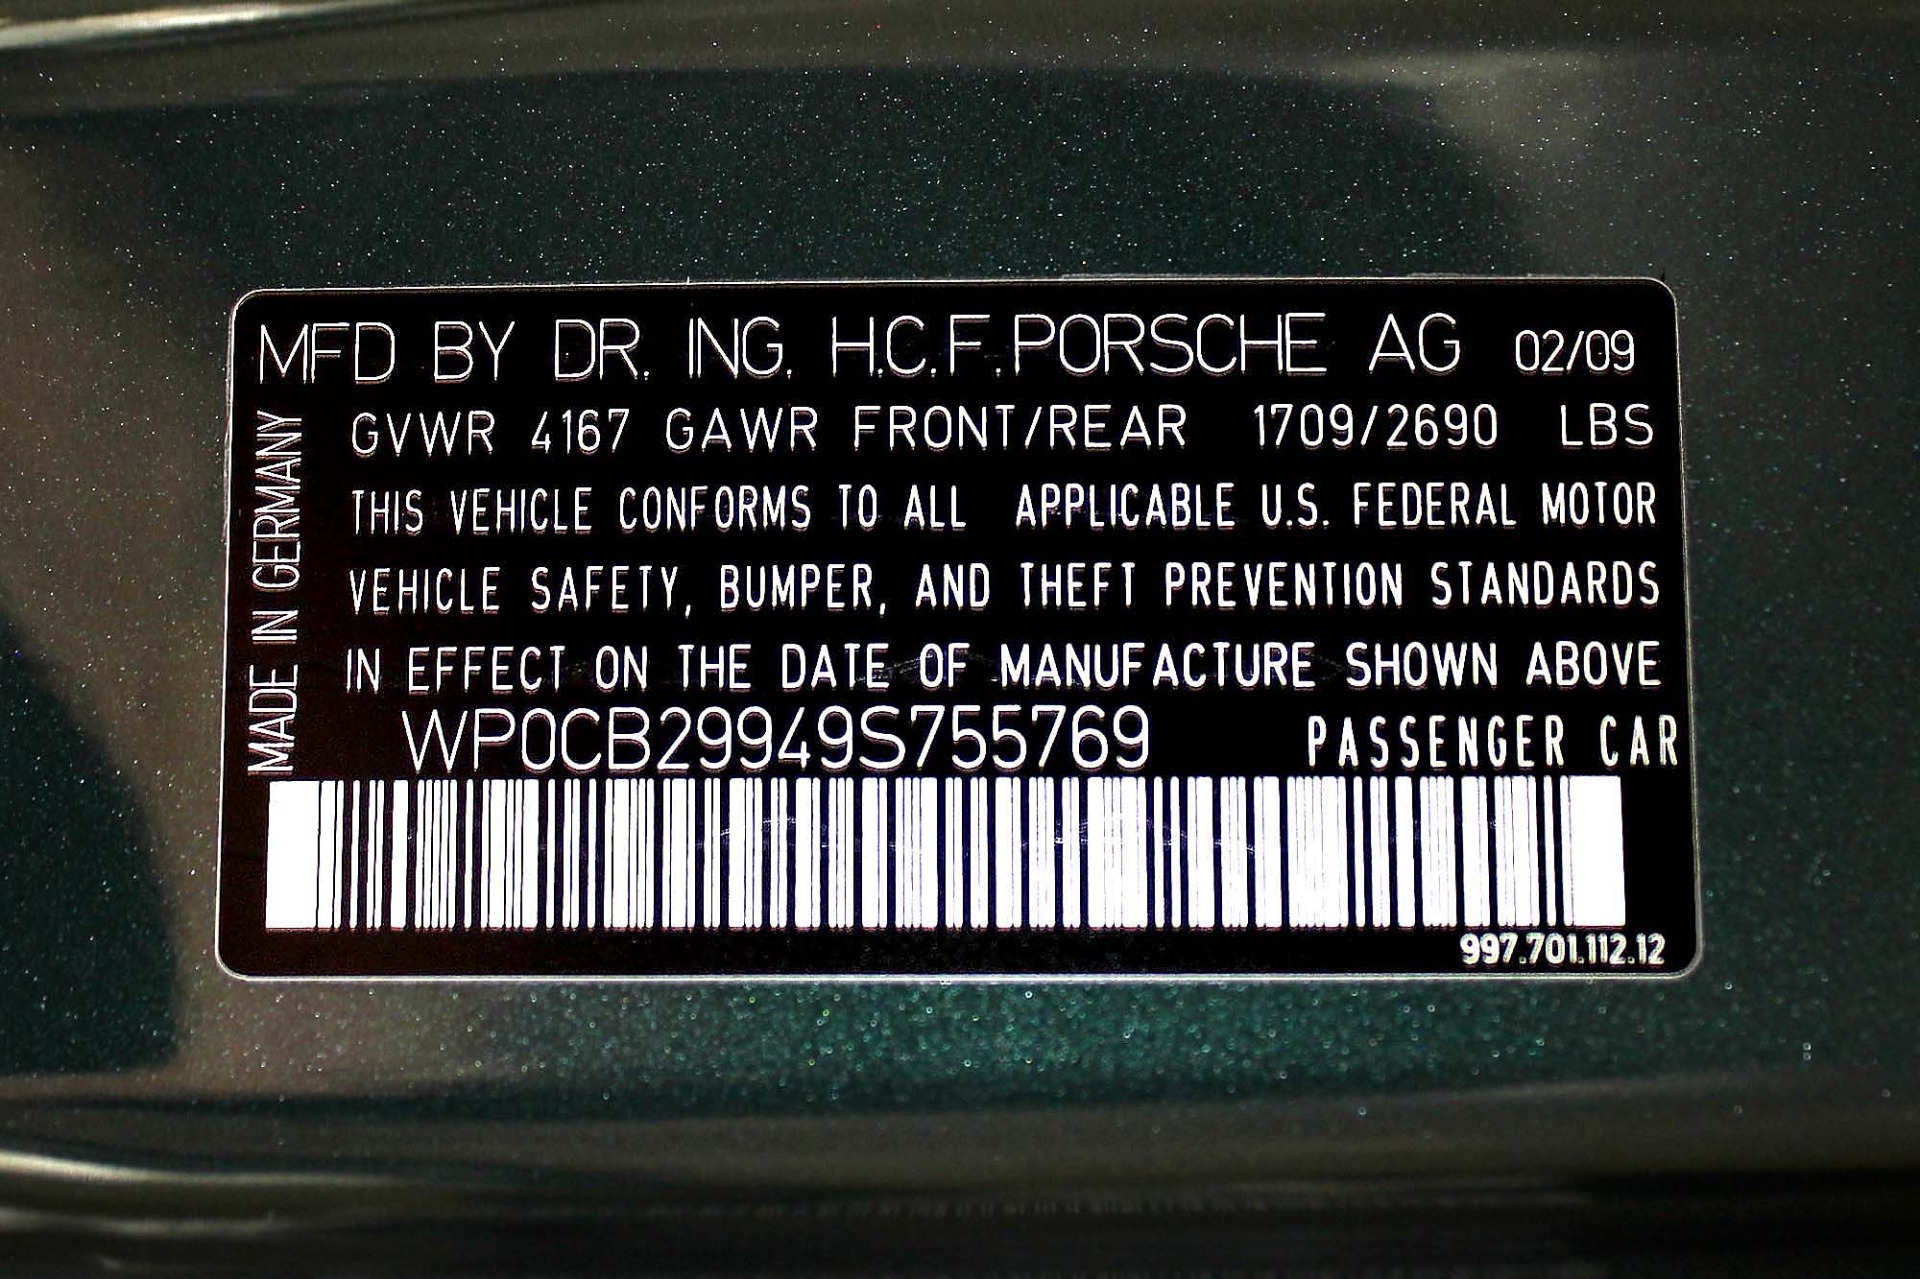 MFD BY DR. ING. H.C.F.PORSCHE AG 02/09
GVWR 4167 GAWR FRONT/REAR 1709/2690 LBS
THIS VEHICLE CONFORMS TO ALL APPLICABLE U.S. FEDERAL MOTOR
VEHICLE SAFETY, BUMPER, AND THEFT PREVENTION STANDARDS
IN EFFECT ON THE DATE OF MANUFACTURE SHOWN ABOVE
WP0CB29949S755769 PASSENGER CAR
MADE IN GERMANY
997.701.112.12